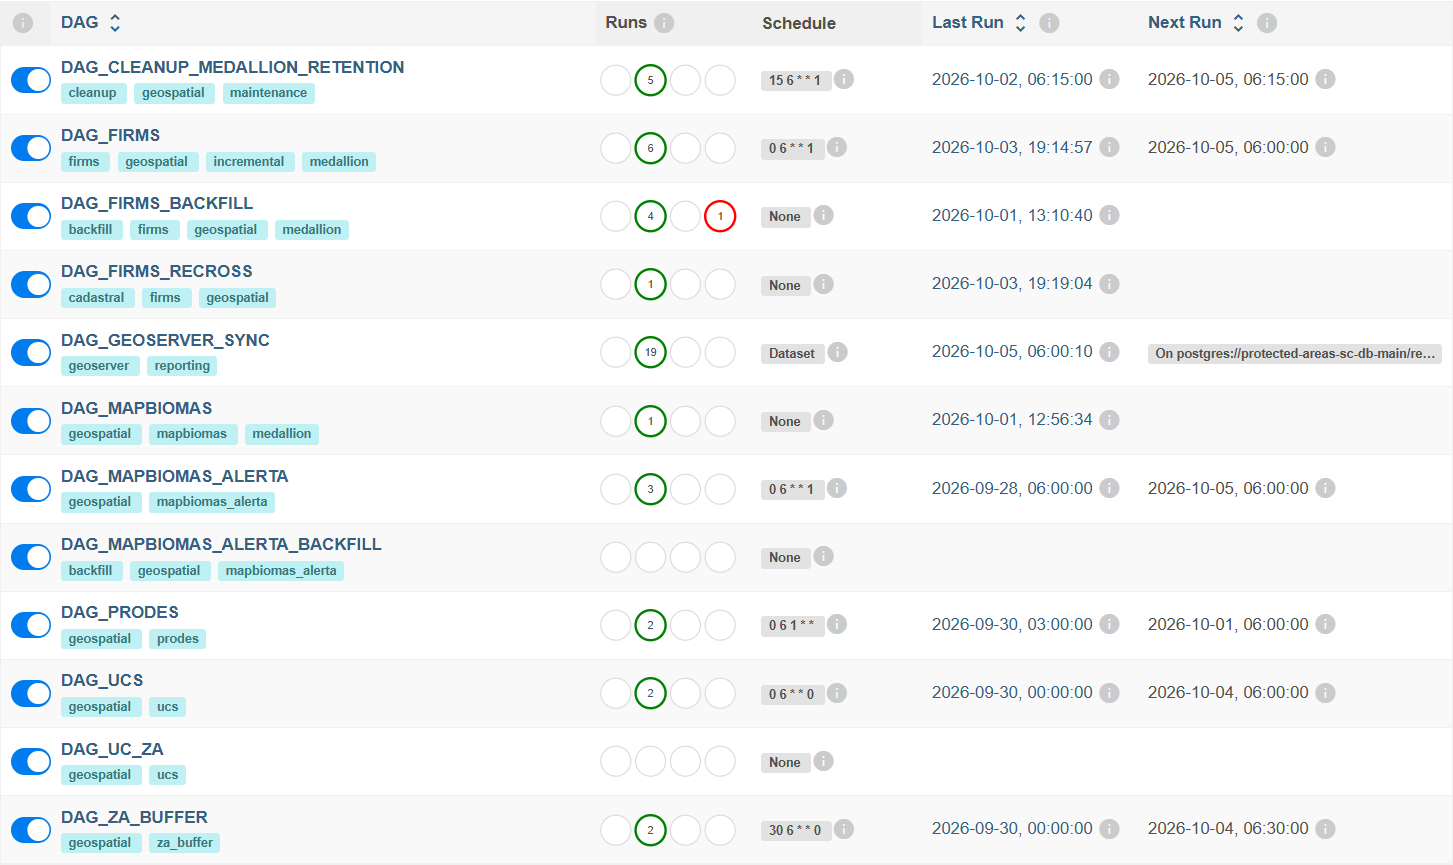 DAG Runs Schedule Last Run Next Run
DAG_CLEANUP_MEDALLION_RETENTION
cleanup geospatial maintenance 5 15 6 * * 1 2026-10-02, 06:15:00 2026-10-05, 06:15:00
DAG_FIRMS
firms geospatial incremental medallion 6 0 6 * * 1 2026-10-03, 19:14:57 2026-10-05, 06:00:00
DAG_FIRMS_BACKFILL
backfill firms geospatial medallion 4 1 None 2026-10-01, 13:10:40
DAG_FIRMS_RECROSS
cadastral firms geospatial 1 None 2026-10-03, 19:19:04
DAG_GEOSERVER_SYNC
geoserver reporting 19 Dataset 2026-10-05, 06:00:10 On postgres://protected-areas-sc-db-main/re...
DAG_MAPBIOMAS
geospatial mapbiomas medallion 1 None 2026-10-01, 12:56:34
DAG_MAPBIOMAS_ALERTA
geospatial mapbiomas_alerta 3 0 6 * * 1 2026-09-28, 06:00:00 2026-10-05, 06:00:00
DAG_MAPBIOMAS_ALERTA_BACKFILL
backfill geospatial mapbiomas_alerta None
DAG_PRODES
geospatial prodes 2 0 6 1 * * 2026-09-30, 03:00:00 2026-10-01, 06:00:00
DAG_UCS
geospatial ucs 2 0 6 * * 0 2026-09-30, 00:00:00 2026-10-04, 06:00:00
DAG_UC_ZA
geospatial ucs None
DAG_ZA_BUFFER
geospatial za_buffer 2 30 6 * * 0 2026-09-30, 00:00:00 2026-10-04, 06:30:00